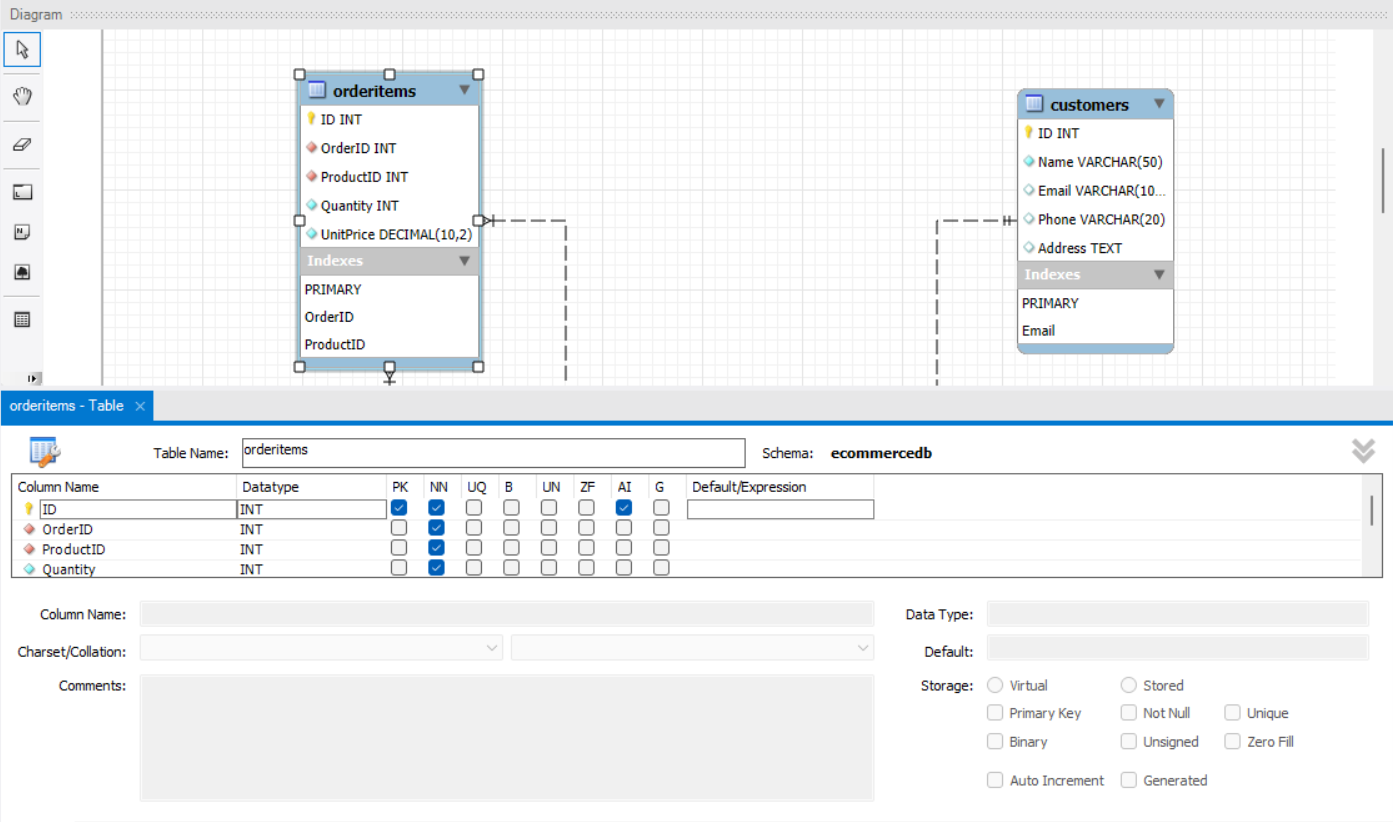 Diagram
orderitems
ID INT
OrderID INT
ProductID INT
Quantity INT
UnitPrice DECIMAL(10,2)
Indexes
PRIMARY
OrderID
ProductID
customers
ID INT
Name VARCHAR(50)
Email VARCHAR(10...
Phone VARCHAR(20)
Address TEXT
Indexes
PRIMARY
Email
orderitems - Table
Table Name: orderitems Schema: ecommercedb
Column Name Datatype PK NN UQ B UN ZF AI G Default/Expression
ID INT
OrderID INT
ProductID INT
Quantity INT
Column Name: Data Type:
Charset/Collation: Default:
Comments: Storage: Virtual Stored
Primary Key Not Null Unique
Binary Unsigned Zero Fill
Auto Increment Generated